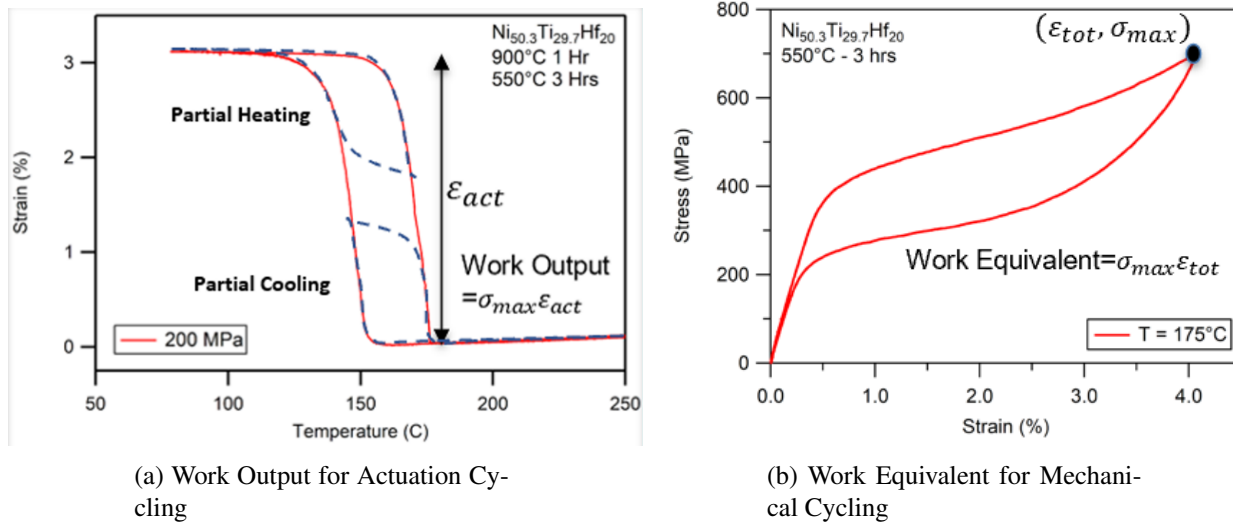 Ni50.3Ti29.7Hf20
900°C 1 Hr
550°C 3 Hrs
Partial Heating
εact
Work Output
=σmaxεact
Partial Cooling
200 MPa
Strain (%)
3
2
1
0
50
100
150
200
250
Temperature (C)
(a) Work Output for Actuation Cy-
cling
Ni50.3Ti29.7Hf20
550°C - 3 hrs
(εtot, σmax)
Work Equivalent=σmaxεtot
T = 175°C
Stress (MPa)
800
600
400
200
0
0.0
1.0
2.0
3.0
4.0
Strain (%)
(b) Work Equivalent for Mechani-
cal Cycling